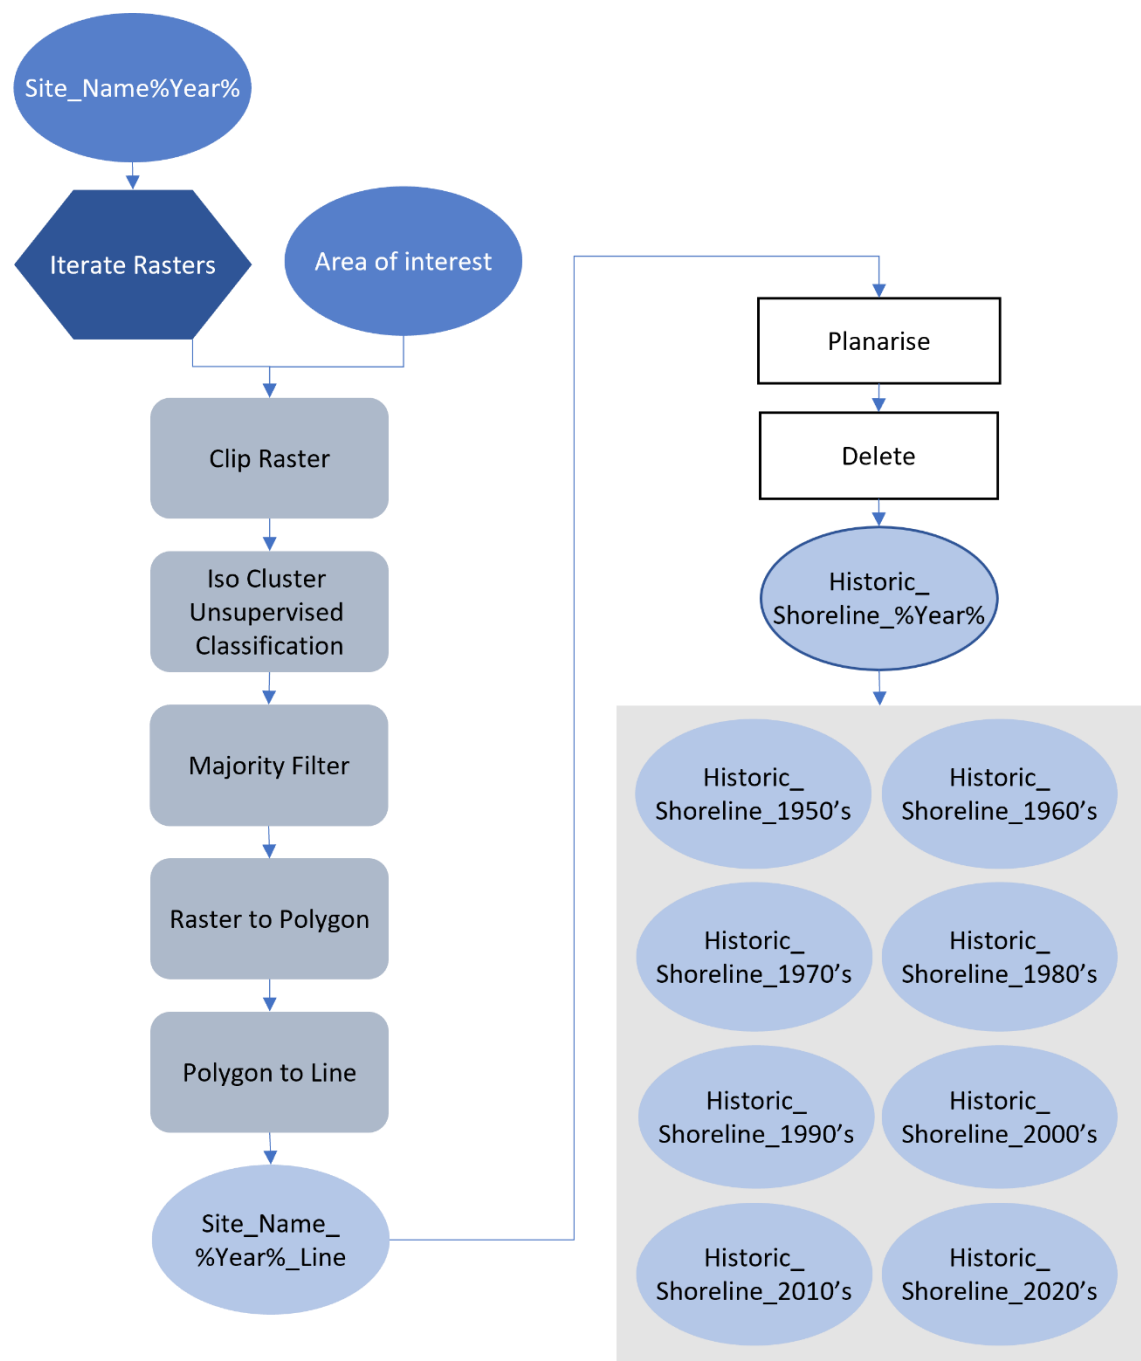 Site_Name%Year%
Iterate Rasters
Area of interest
Clip Raster
Iso Cluster
Unsupervised
Classification
Majority Filter
Raster to Polygon
Polygon to Line
Site_Name_
%Year%_Line
Planarise
Delete
Historic_
Shoreline_%Year%
Historic_
Shoreline_1950’s
Historic_
Shoreline_1960’s
Historic_
Shoreline_1970’s
Historic_
Shoreline_1980’s
Historic_
Shoreline_1990’s
Historic_
Shoreline_2000’s
Historic_
Shoreline_2010’s
Historic_
Shoreline_2020’s